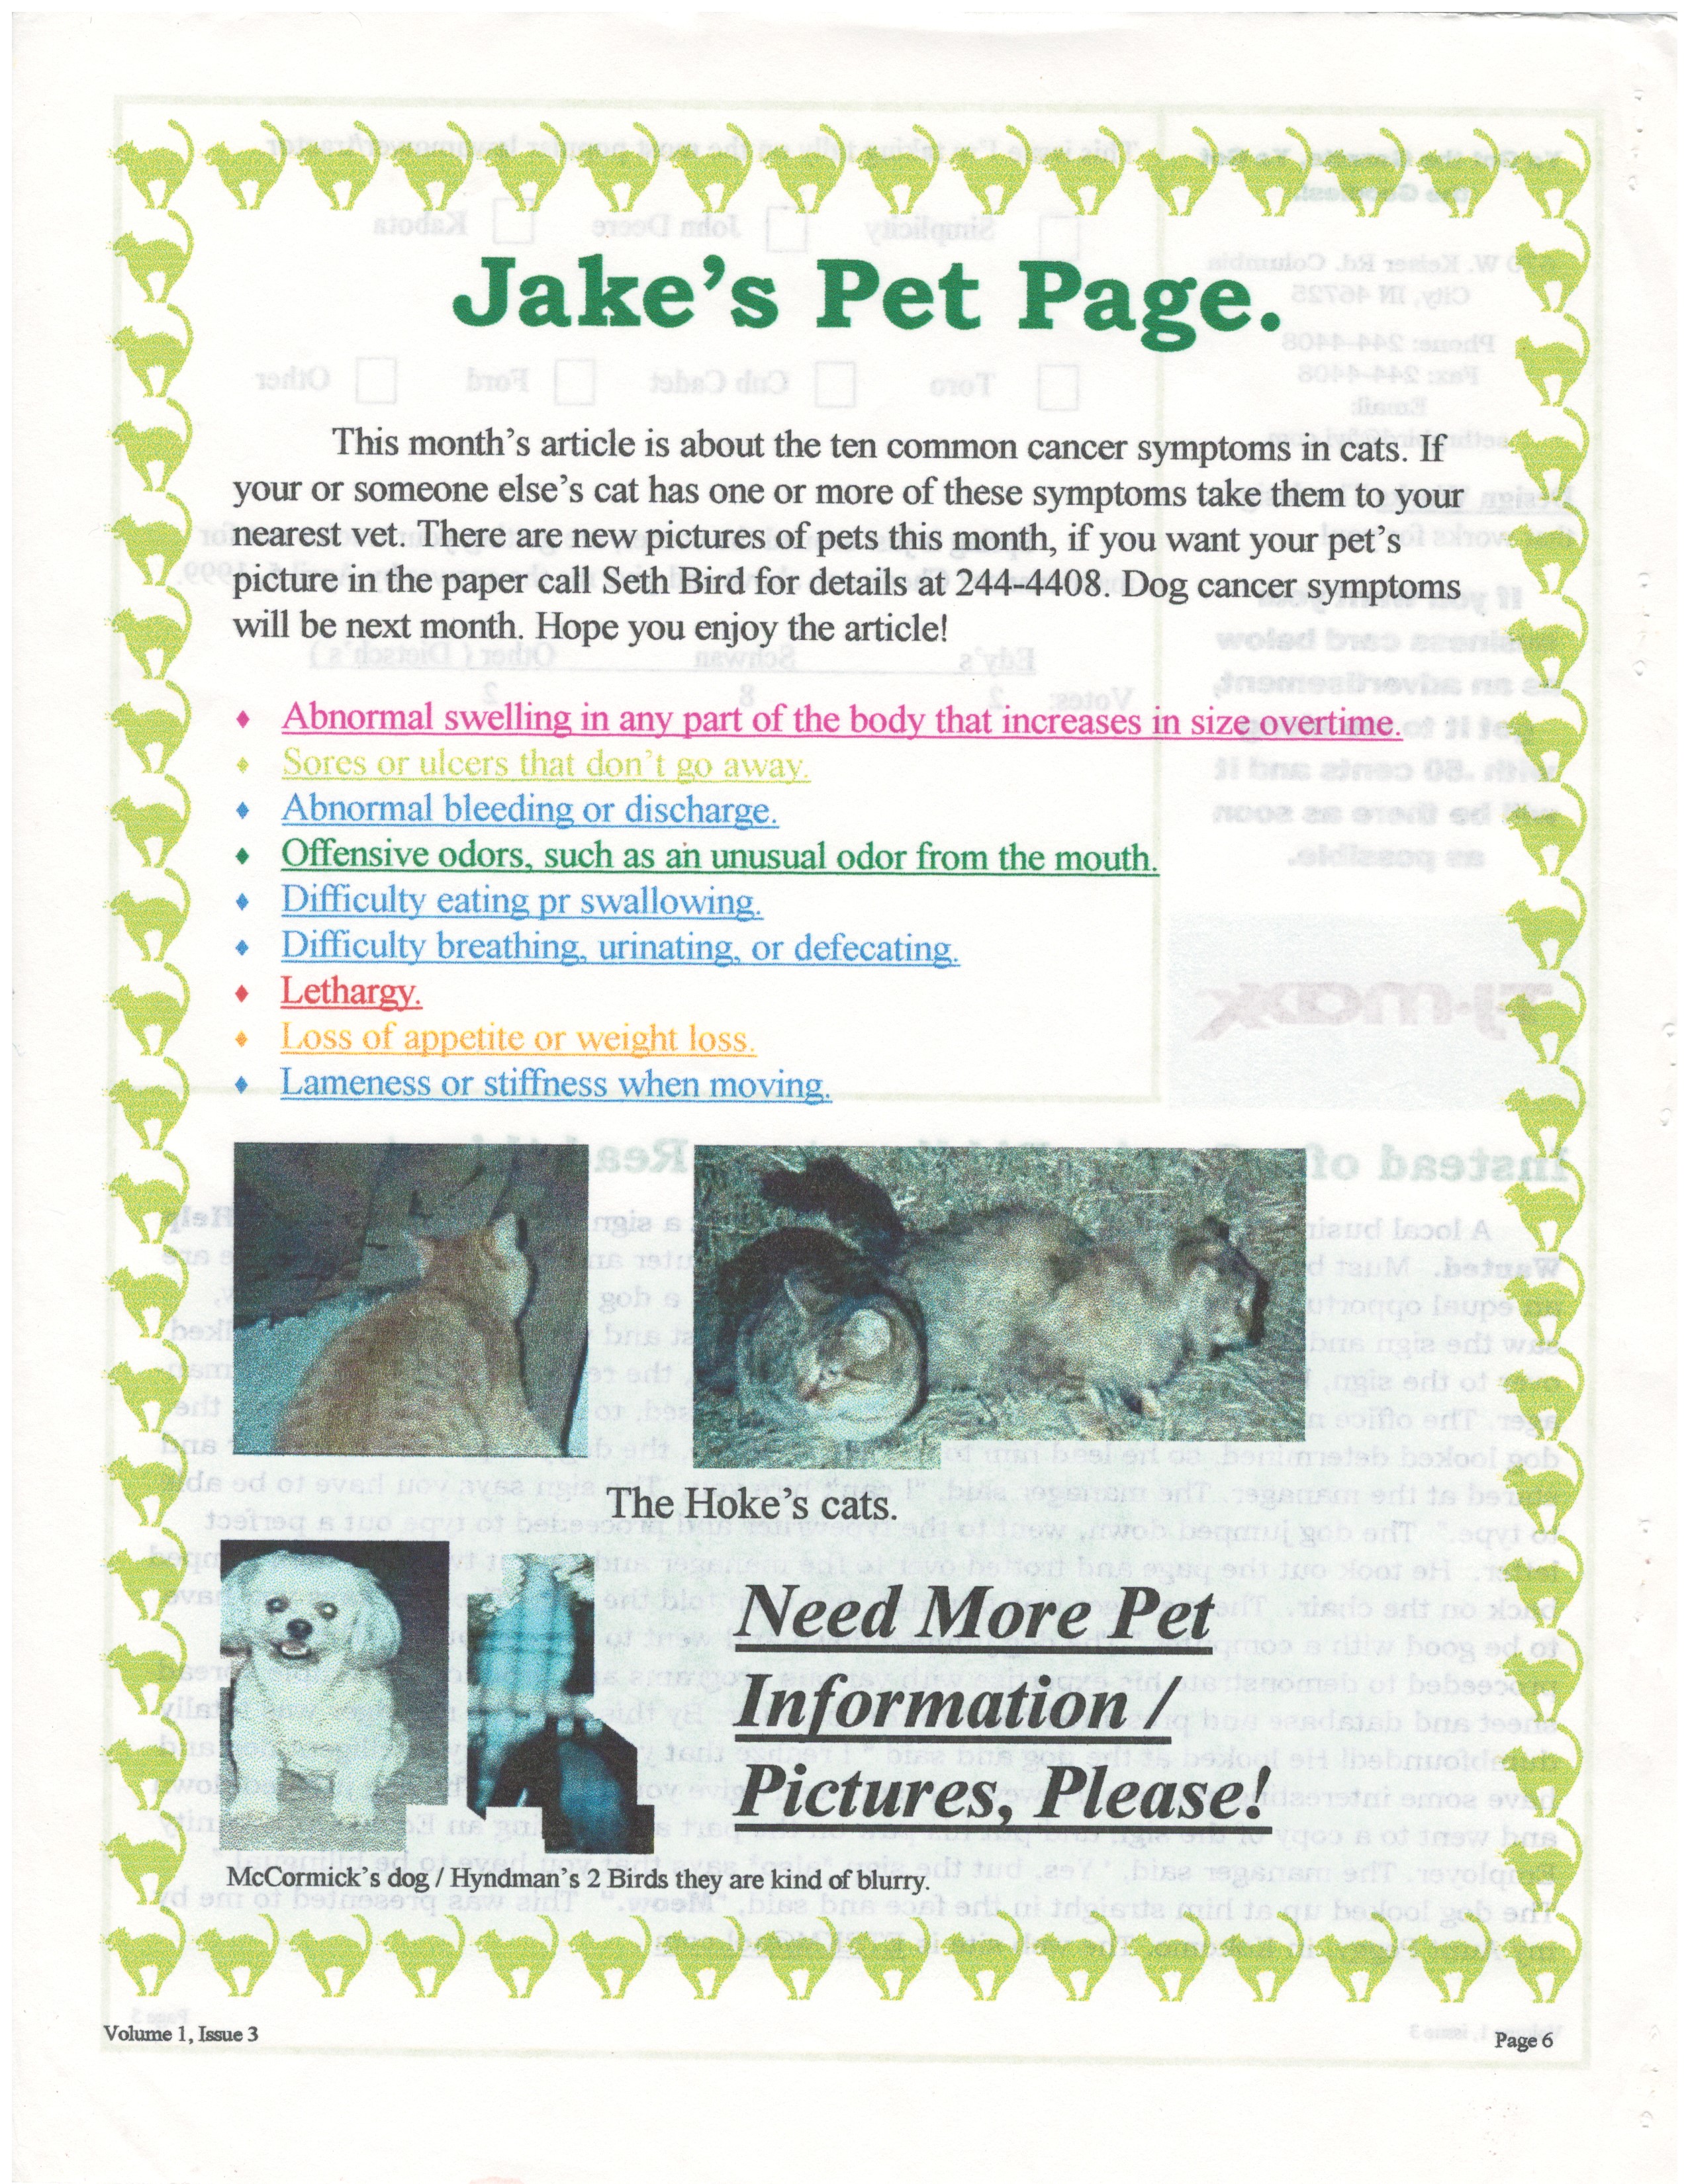 Jake's Pet Page.
This month's article is about the ten common cancer symptoms in cats. If
your or someone else's cat has one or more of these symptoms take them to your
nearest vet. There are new pictures of pets this month, if you want your pet's
picture in the paper call Seth Bird for details at 244-4408. Dog cancer symptoms
will be next month. Hope you enjoy the article!
♦ Abnormal swelling in any part of the body that increases in size overtime.
♦ Sores or ulcers that don't go away.
♦ Abnormal bleeding or discharge.
♦ Offensive odors, such as an unusual odor from the mouth.
♦ Difficulty eating pr swallowing.
♦ Difficulty breathing, urinating, or defecating.
♦ Lethargy.
♦ Loss of appetite or weight loss.
♦ Lameness or stiffness when moving.
The Hoke's cats.
Need More Pet
Information /
Pictures, Please!
McCormick's dog / Hyndman's 2 Birds they are kind of blurry.
Volume 1, Issue 3
Page 6